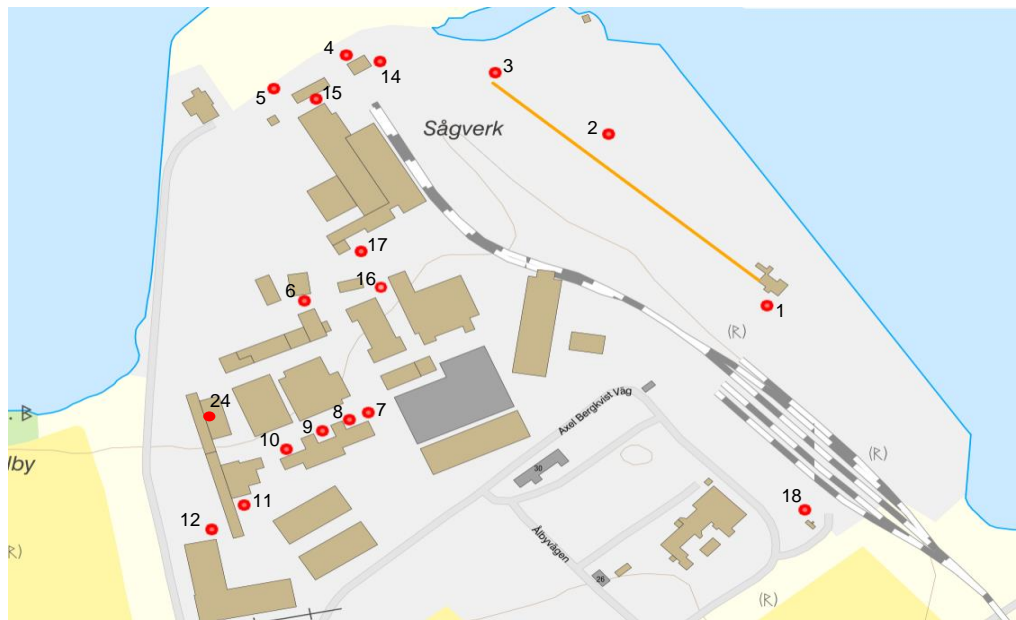 4
14
3
5
15
Sågverk
2
17
16
6
1
(R)
24
. B
8
7
9
10
lby
Axel Bergkvist Väg
(R)
30
11
18
12
R)
Ålbyvägen
26
(R)